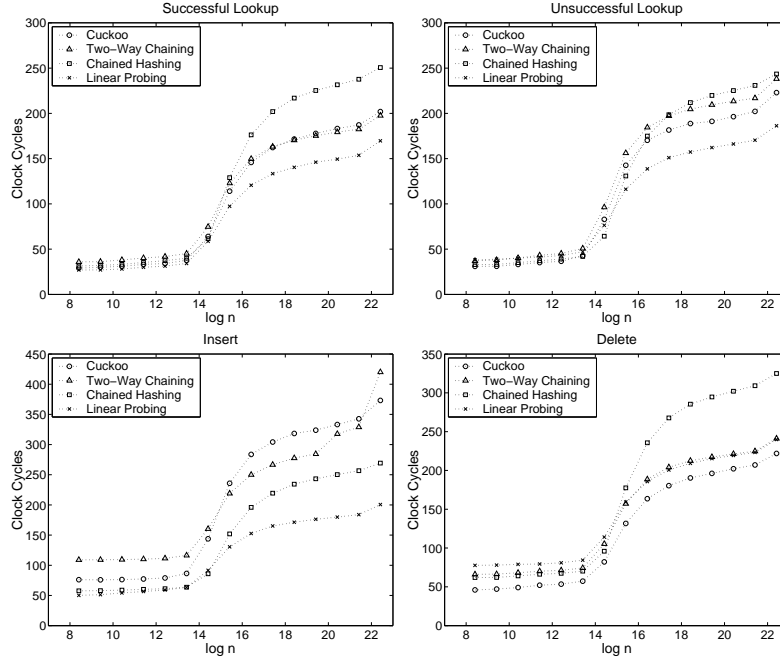 Successful Lookup
300
250
200
150
100
50
0
Clock Cycles
Cuckoo
Two−Way Chaining
Chained Hashing
Linear Probing
8 10 12 14 16 18 20 22
log n
Unsuccessful Lookup
300
250
200
150
100
50
0
Clock Cycles
Cuckoo
Two−Way Chaining
Chained Hashing
Linear Probing
8 10 12 14 16 18 20 22
log n
Insert
450
400
350
300
250
200
150
100
50
0
Clock Cycles
Cuckoo
Two−Way Chaining
Chained Hashing
Linear Probing
8 10 12 14 16 18 20 22
log n
Delete
350
300
250
200
150
100
50
0
Clock Cycles
Cuckoo
Two−Way Chaining
Chained Hashing
Linear Probing
8 10 12 14 16 18 20 22
log n